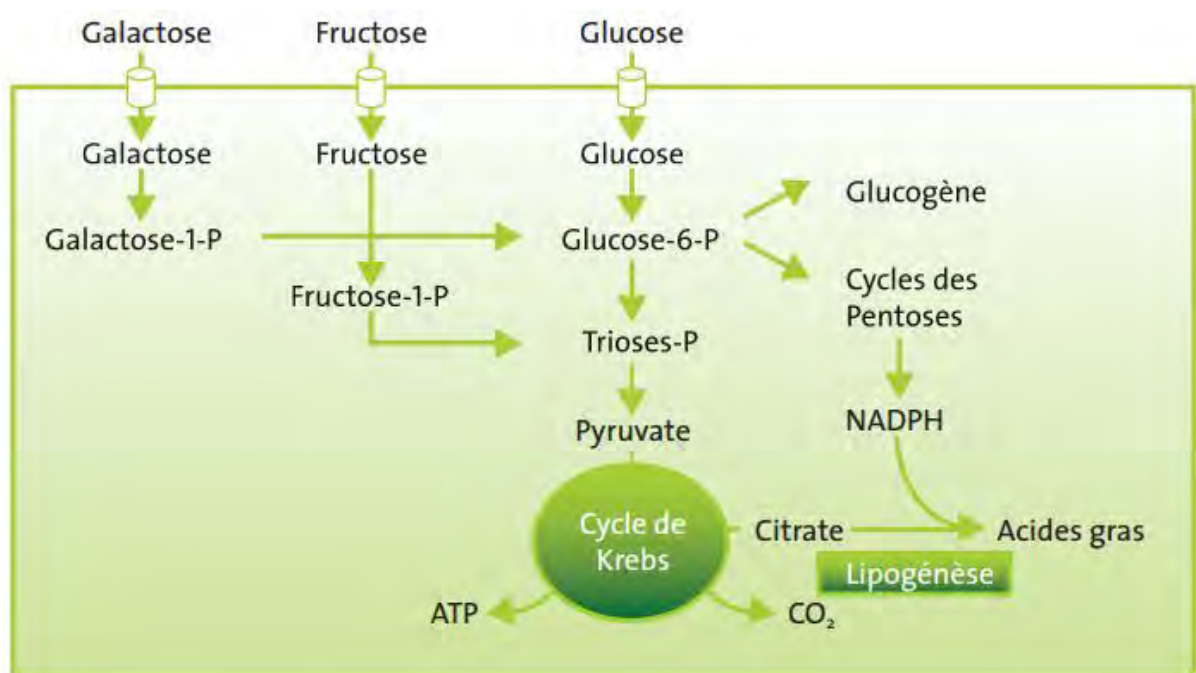 Galactose Fructose Glucose
Galactose Fructose Glucose
Glucogène
Galactose-1-P Glucose-6-P
Cycles des
Pentoses
Fructose-1-P
Trioses-P
Pyruvate NADPH
Cycle de
Krebs
Citrate Acides gras
Lipogénèse
ATP CO₂